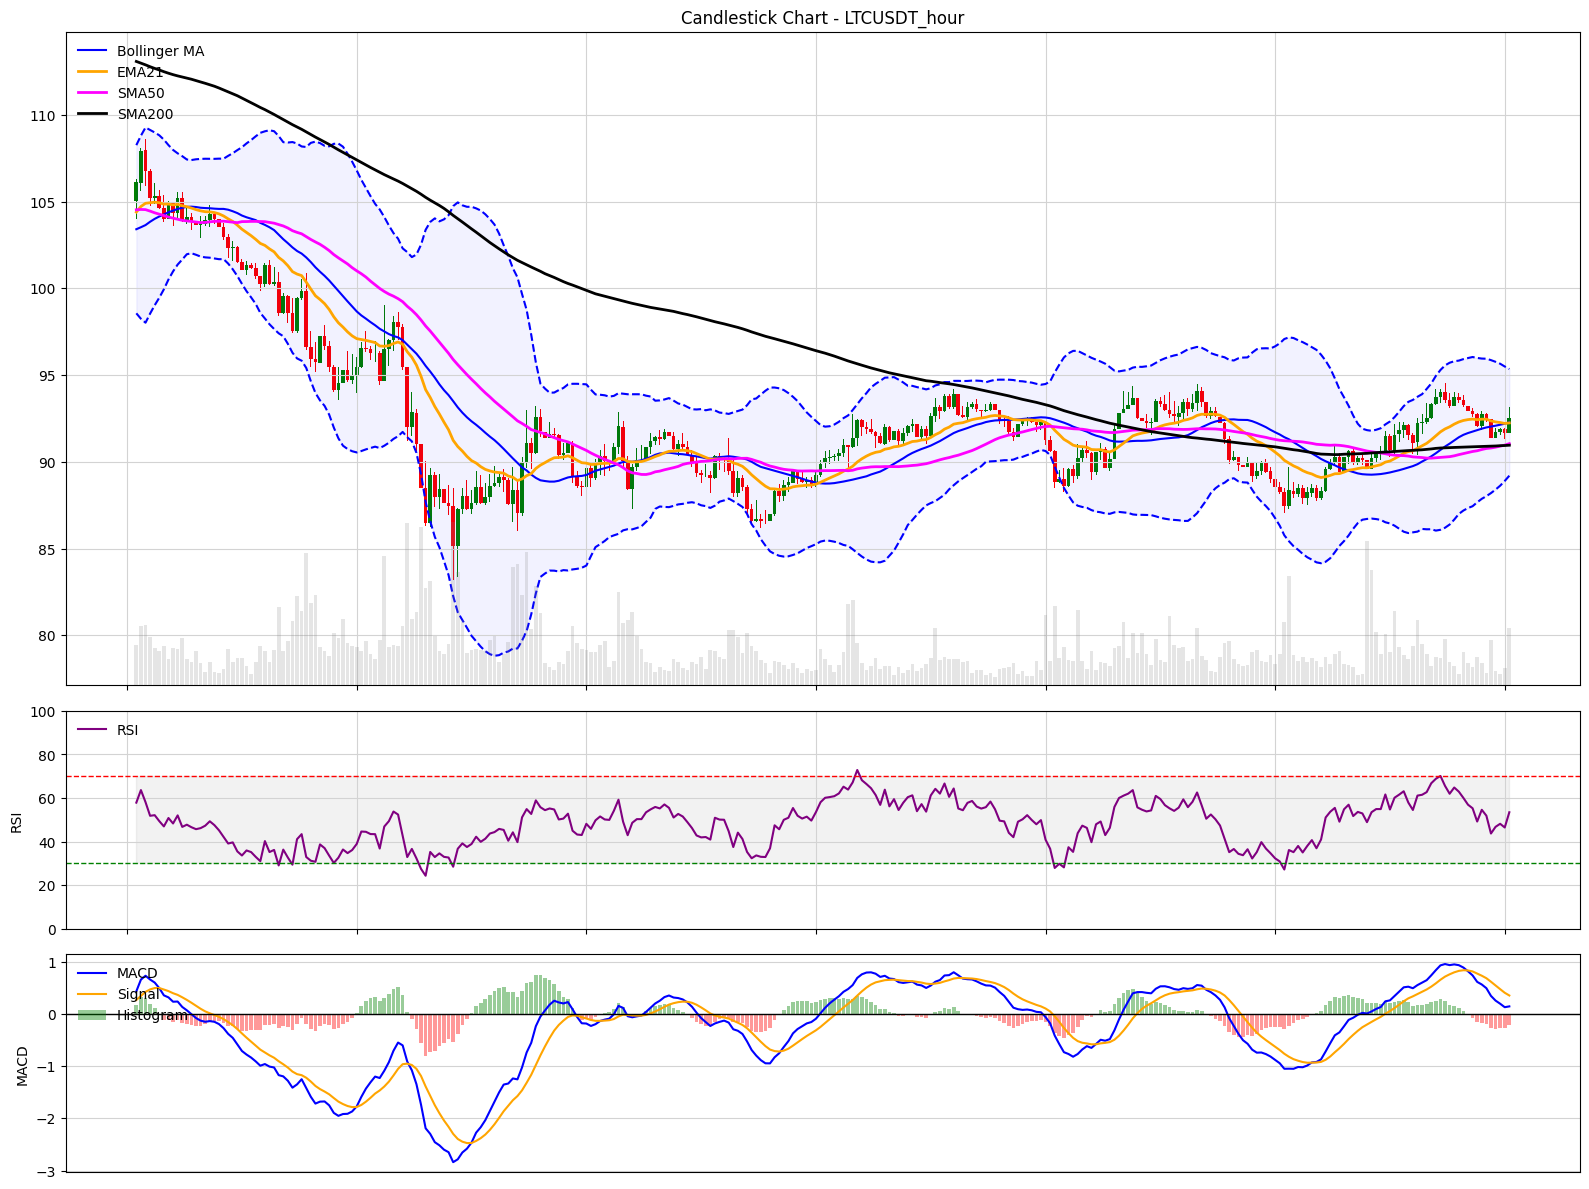 Candlestick Chart - LTCUSDT_hour
Bollinger MA
EMA21
SMA50
SMA200
110
105
100
95
90
85
80
RSI
100
80
60
40
20
0
RSI
MACD
Signal
Histogram
1
0
−1
−2
−3
MACD